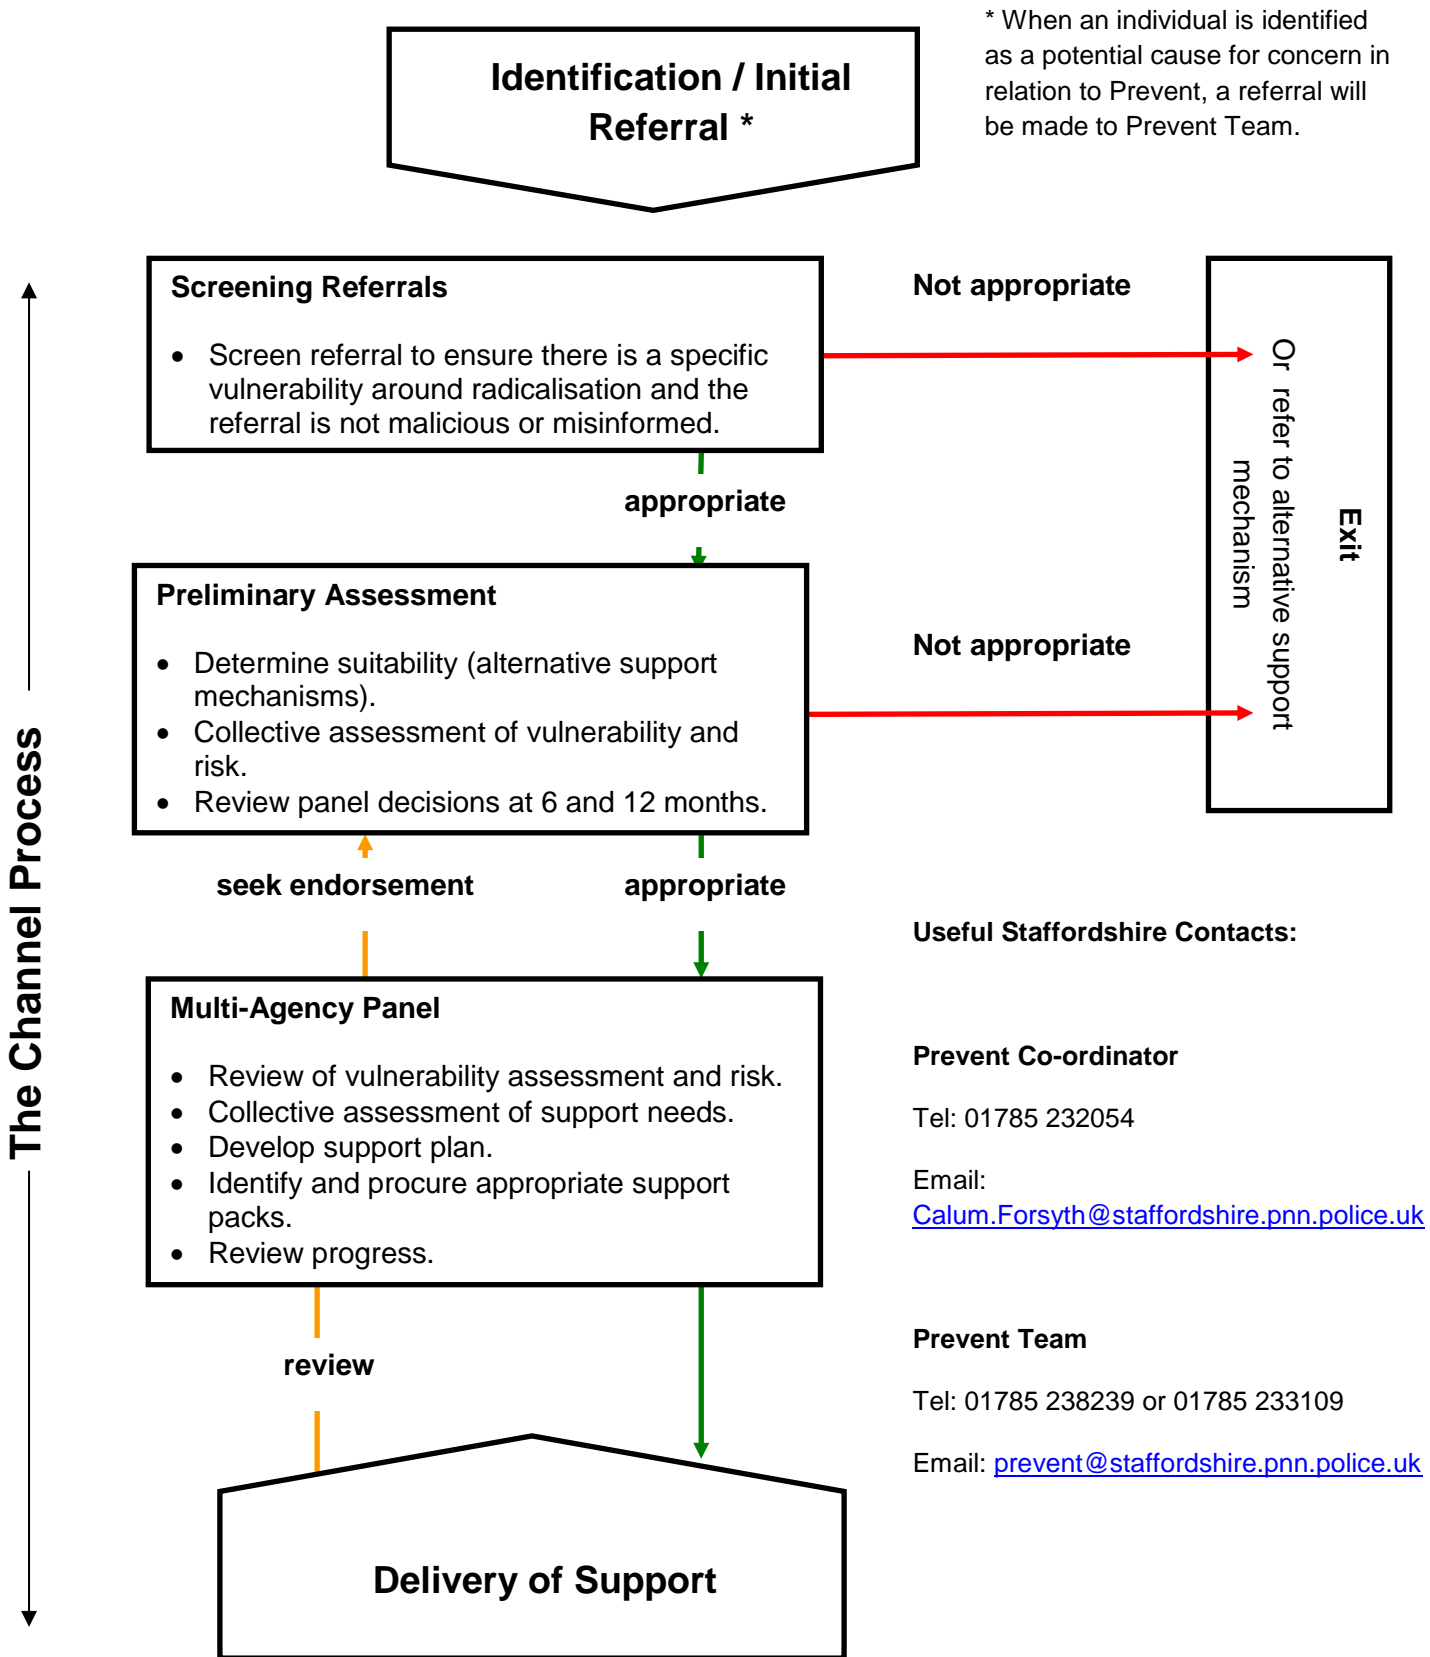 * When an individual is identified
as a potential cause for concern in
relation to Prevent, a referral will
be made to Prevent Team.
Identification / Initial
Referral *
The Channel Process
Screening Referrals
• Screen referral to ensure there is a specific
vulnerability around radicalisation and the
referral is not malicious or misinformed.
Not appropriate
Exit
Or refer to alternative support
mechanism
appropriate
Preliminary Assessment
• Determine suitability (alternative support
mechanisms).
• Collective assessment of vulnerability and
risk.
• Review panel decisions at 6 and 12 months.
Not appropriate
seek endorsement
appropriate
Multi-Agency Panel
• Review of vulnerability assessment and risk.
• Collective assessment of support needs.
• Develop support plan.
• Identify and procure appropriate support
packs.
• Review progress.
review
Delivery of Support
Useful Staffordshire Contacts:
Prevent Co-ordinator
Tel: 01785 232054
Email:
Calum.Forsyth@staffordshire.pnn.police.uk
Prevent Team
Tel: 01785 238239 or 01785 233109
Email: prevent@staffordshire.pnn.police.uk